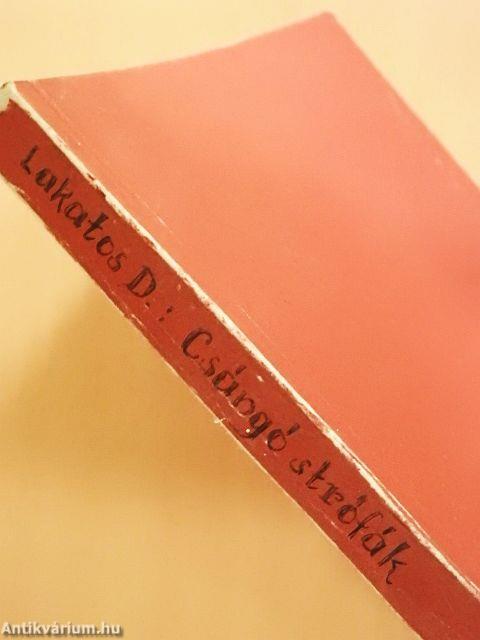 Lakatos D.: Csángó strófák
Antikvárium.hu